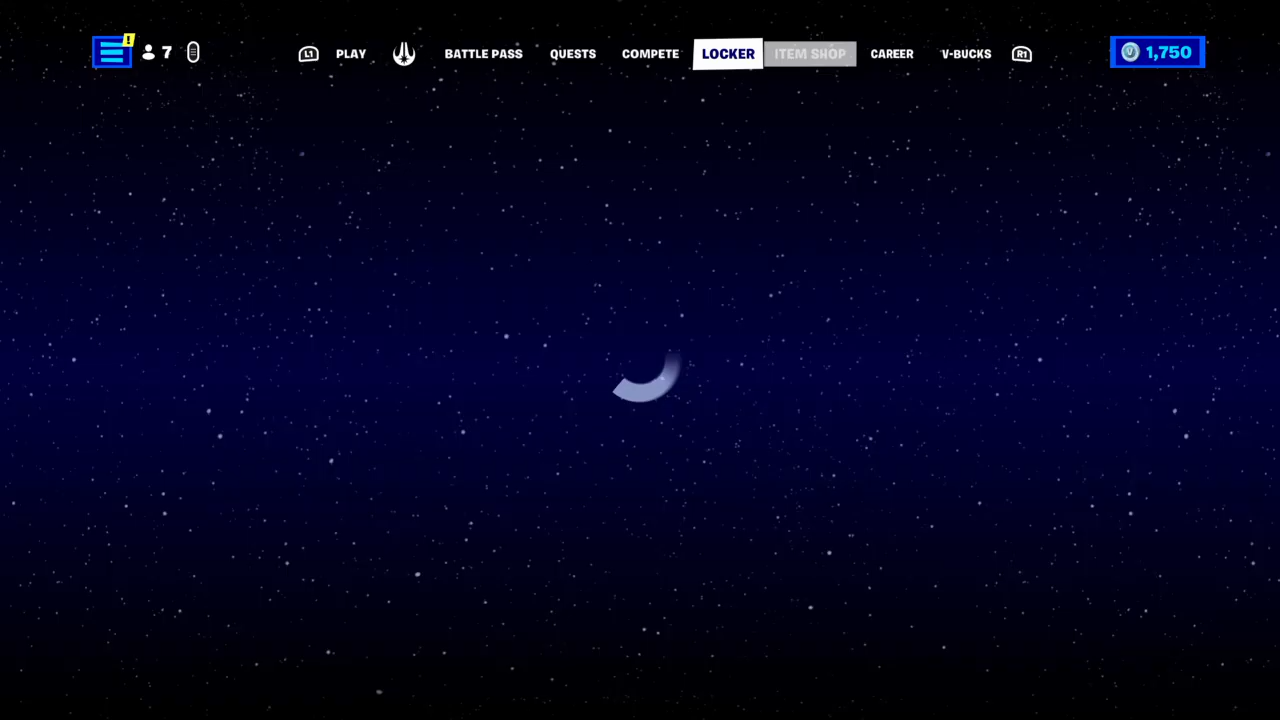 ! 7 L1 PLAY BATTLE PASS QUESTS COMPETE LOCKER ITEM SHOP CAREER V-BUCKS R1 V 1,750